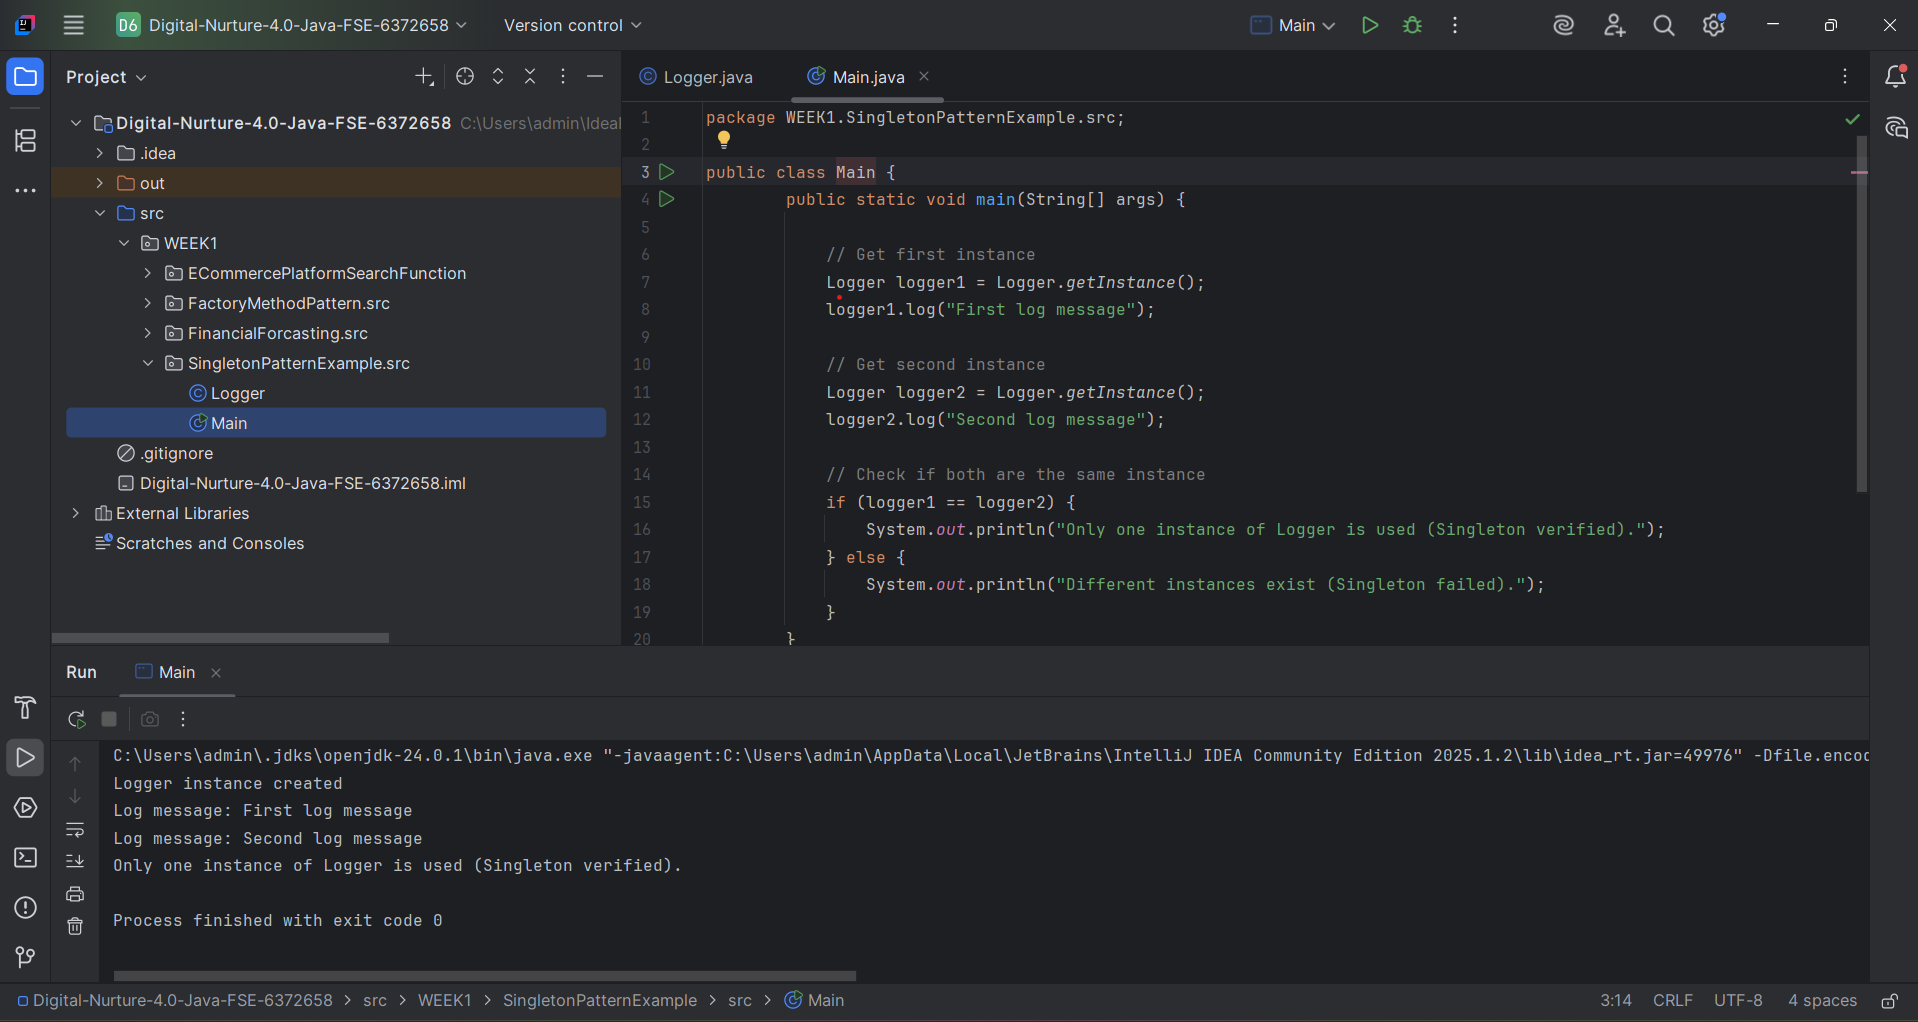 D6 Digital-Nurture-4.0-Java-FSE-6372658 Version control Main
Project
Digital-Nurture-4.0-Java-FSE-6372658 C:\Users\admin\Ideal
.idea
out
src
WEEK1
ECommercePlatformSearchFunction
FactoryMethodPattern.src
FinancialForcasting.src
SingletonPatternExample.src
Logger
Main
.gitignore
Digital-Nurture-4.0-Java-FSE-6372658.iml
External Libraries
Scratches and Consoles
Logger.java Main.java
1 package WEEK1.SingletonPatternExample.src;
2
3 public class Main {
4 public static void main(String[] args) {
5
6 // Get first instance
7 Logger logger1 = Logger.getInstance();
8 logger1.log("First log message");
9
10 // Get second instance
11 Logger logger2 = Logger.getInstance();
12 logger2.log("Second log message");
13
14 // Check if both are the same instance
15 if (logger1 == logger2) {
16 System.out.println("Only one instance of Logger is used (Singleton verified).");
17 } else {
18 System.out.println("Different instances exist (Singleton failed).");
19 }
20 }
Run Main
C:\Users\admin\.jdks\openjdk-24.0.1\bin\java.exe "-javaagent:C:\Users\admin\AppData\Local\JetBrains\IntelliJ IDEA Community Edition 2025.1.2\lib\idea_rt.jar=49976" -Dfile.encod
Logger instance created
Log message: First log message
Log message: Second log message
Only one instance of Logger is used (Singleton verified).
Process finished with exit code 0
Digital-Nurture-4.0-Java-FSE-6372658 > src > WEEK1 > SingletonPatternExample > src > Main 3:14 CRLF UTF-8 4 spaces